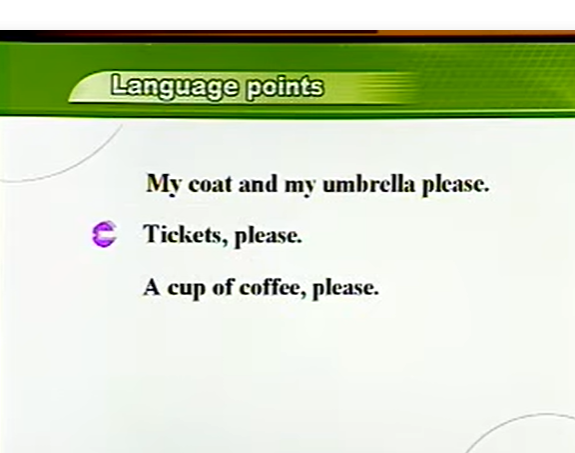 Language points
My coat and my umbrella please.
Tickets, please.
A cup of coffee, please.